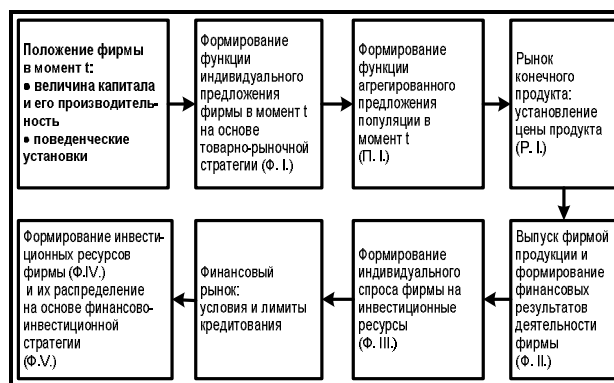 Положение фирмы
в момент t:
• величина капитала
и его производитель-
ность
• поведенческие
установки
Формирование
функции
индивидуального
предложения
фирмы в момент t
на основе
товарно-рыночной
стратегии (Ф. I.)
Формирование
функции
агрегированного
предложения
популяции в
момент t
(П. I.)
Рынок
конечного
продукта:
установление
цены продукта
(Р. I.)
Выпуск фирмой
продукции и
формирование
финансовых
результатов
деятельности
фирмы
(Ф. II.)
Формирование
индивидуального
спроса фирмы на
инвестиционные
ресурсы
(Ф. III.)
Финансовый
рынок:
условия и лимиты
кредитования
Формирование инвест-
иционных ресурсов
фирмы (Ф.IV.)
и их распределение
на основе финансово-
инвестиционной
стратегии
(Ф.V.)